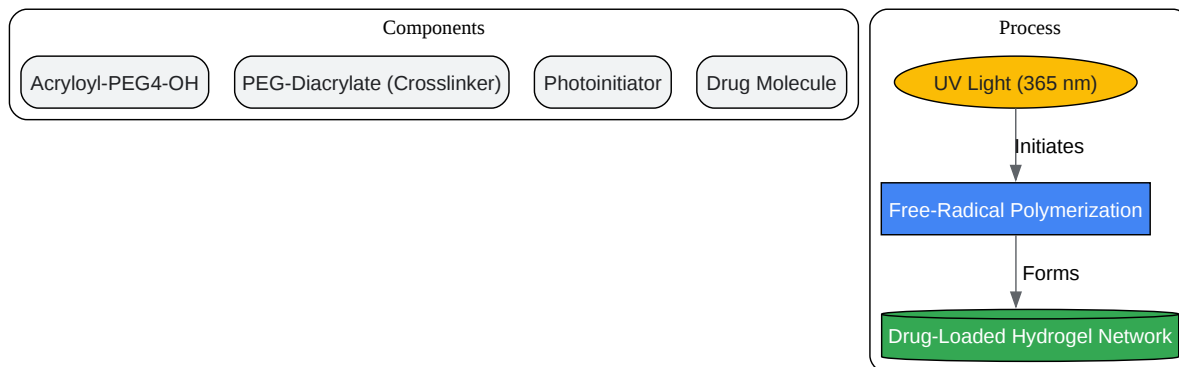 Components
Acryloyl-PEG4-OH
PEG-Diacrylate (Crosslinker)
Photoinitiator
Drug Molecule
Process
UV Light (365 nm)
Initiates
Free-Radical Polymerization
Forms
Drug-Loaded Hydrogel Network